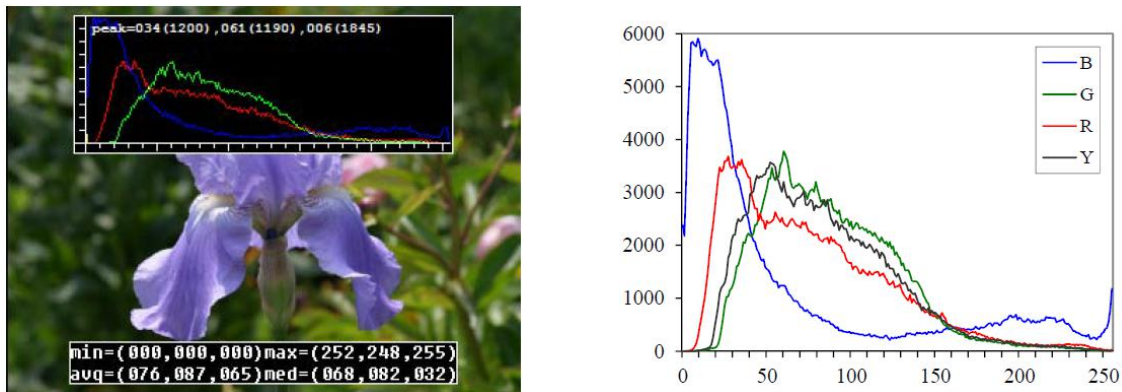 peak=034(1200),061(1190),006(1845)
min=(000,000,000)max=(252,248,255)
avg=(076,087,065)med=(068,082,032)
6000
5000
4000
3000
2000
1000
0
0
50
100
150
200
250
B
G
R
Y